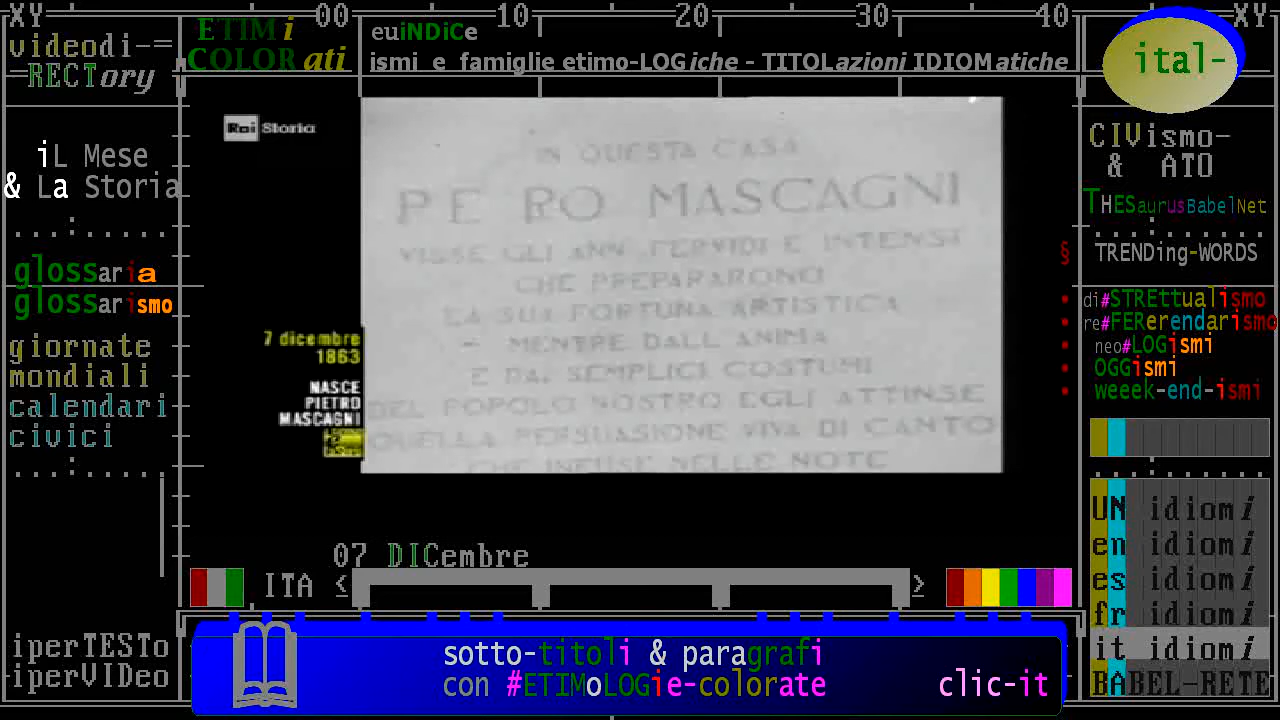 XY 00 10 20 30 40 XY
videodi-=
=RECTory
ETIMi
COLORati
euiNDiCe
ismi e famiglie etimo-LOGiche - TITOLazioni IDIOMatiche
ital-
iL Mese
& La Storia
...:.....
glossaria
glossarismo
giornate
mondiali
calendari
civici
...:.....
iperTESTo
iperVIDeo
Rai Storia
7 dicembre
1863
NASCE
PIETRO
MASCAGNI
IN QUESTA CASA
PIETRO MASCAGNI
VISSE GLI ANNI FERVIDI E INTENSI
CHE PREPARARONO
SUA FORTUNA ARTISTICA
MENTRE DALL'ANIMA
E DAI SEMPLICI COSTUMI
DEL POPOLO NOSTRO EGLI ATTINSE
QUELLA PERSUASIONE VIVA DI CANTO
CHE INFUSE NELLE NOTE
07 DICembre
ITA < >
sotto-titoli & paragrafi
con #ETIMoLOGie-colorate
clic-it
CIVismo-
& ATO
THESaurusBabelNet
...:.....
§ TRENDing-WORDS
di#STREttualismo
re#FERerendarismo
neo#LOGismi
OGGismi
weeek-end-ismi
...:.....
UN idiomi
en idiomi
es idiomi
fr idiomi
it idiomi
BABEL-RETE